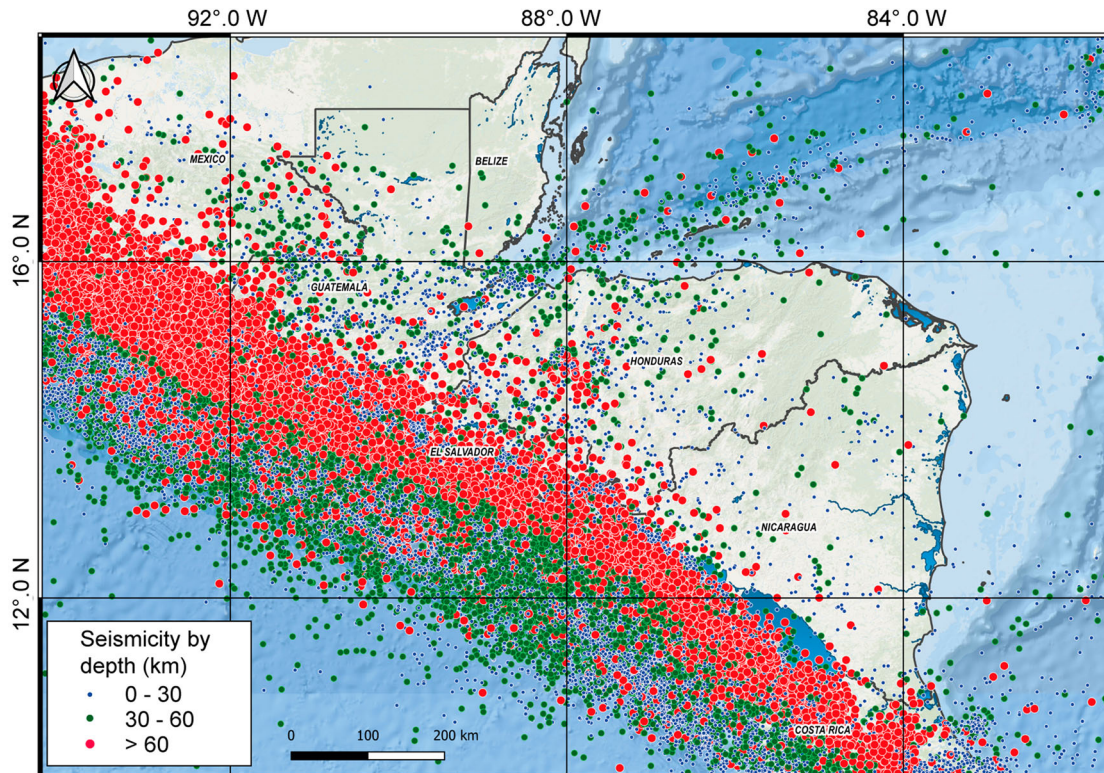 92°.0 W
88°.0 W
84°.0 W
MEXICO
BELIZE
16°.0 N
GUATEMALA
HONDURAS
EL SALVADOR
NICARAGUA
12°.0 N
Seismicity by
depth (km)
0 - 30
30 - 60
> 60
0 100 200 km
COSTA RICA